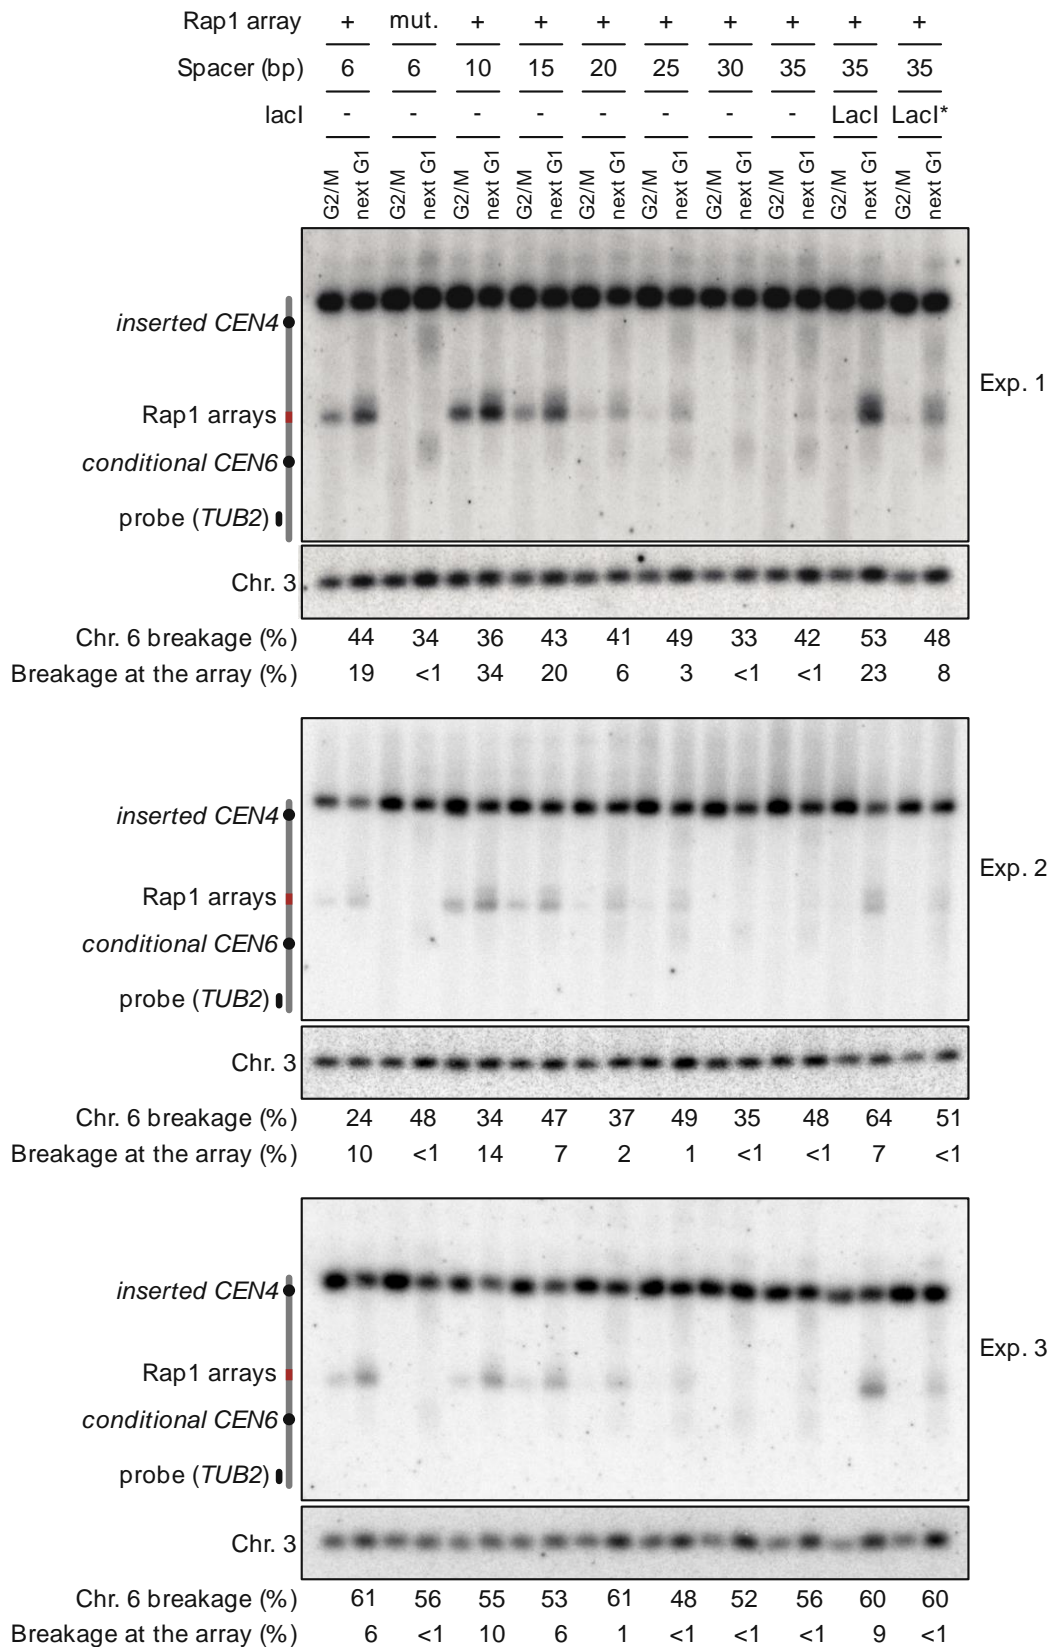 Rap1 array + mut. + + + + + + + +
Spacer (bp) 6 6 10 15 20 25 30 35 35 35
lacI - - - - - - - - LacI LacI*
G2/M next G1 G2/M next G1 G2/M next G1 G2/M next G1 G2/M next G1 G2/M next G1 G2/M next G1 G2/M next G1 G2/M next G1 G2/M next G1
inserted CEN4
Exp. 1
Rap1 arrays
conditional CEN6
probe (TUB2)
Chr. 3
Chr. 6 breakage (%) 44 34 36 43 41 49 33 42 53 48
Breakage at the array (%) 19 <1 34 20 6 3 <1 <1 23 8
inserted CEN4
Exp. 2
Rap1 arrays
conditional CEN6
probe (TUB2)
Chr. 3
Chr. 6 breakage (%) 24 48 34 47 37 49 35 48 64 51
Breakage at the array (%) 10 <1 14 7 2 1 <1 <1 7 <1
inserted CEN4
Exp. 3
Rap1 arrays
conditional CEN6
probe (TUB2)
Chr. 3
Chr. 6 breakage (%) 61 56 55 53 61 48 52 56 60 60
Breakage at the array (%) 6 <1 10 6 1 <1 <1 <1 9 <1